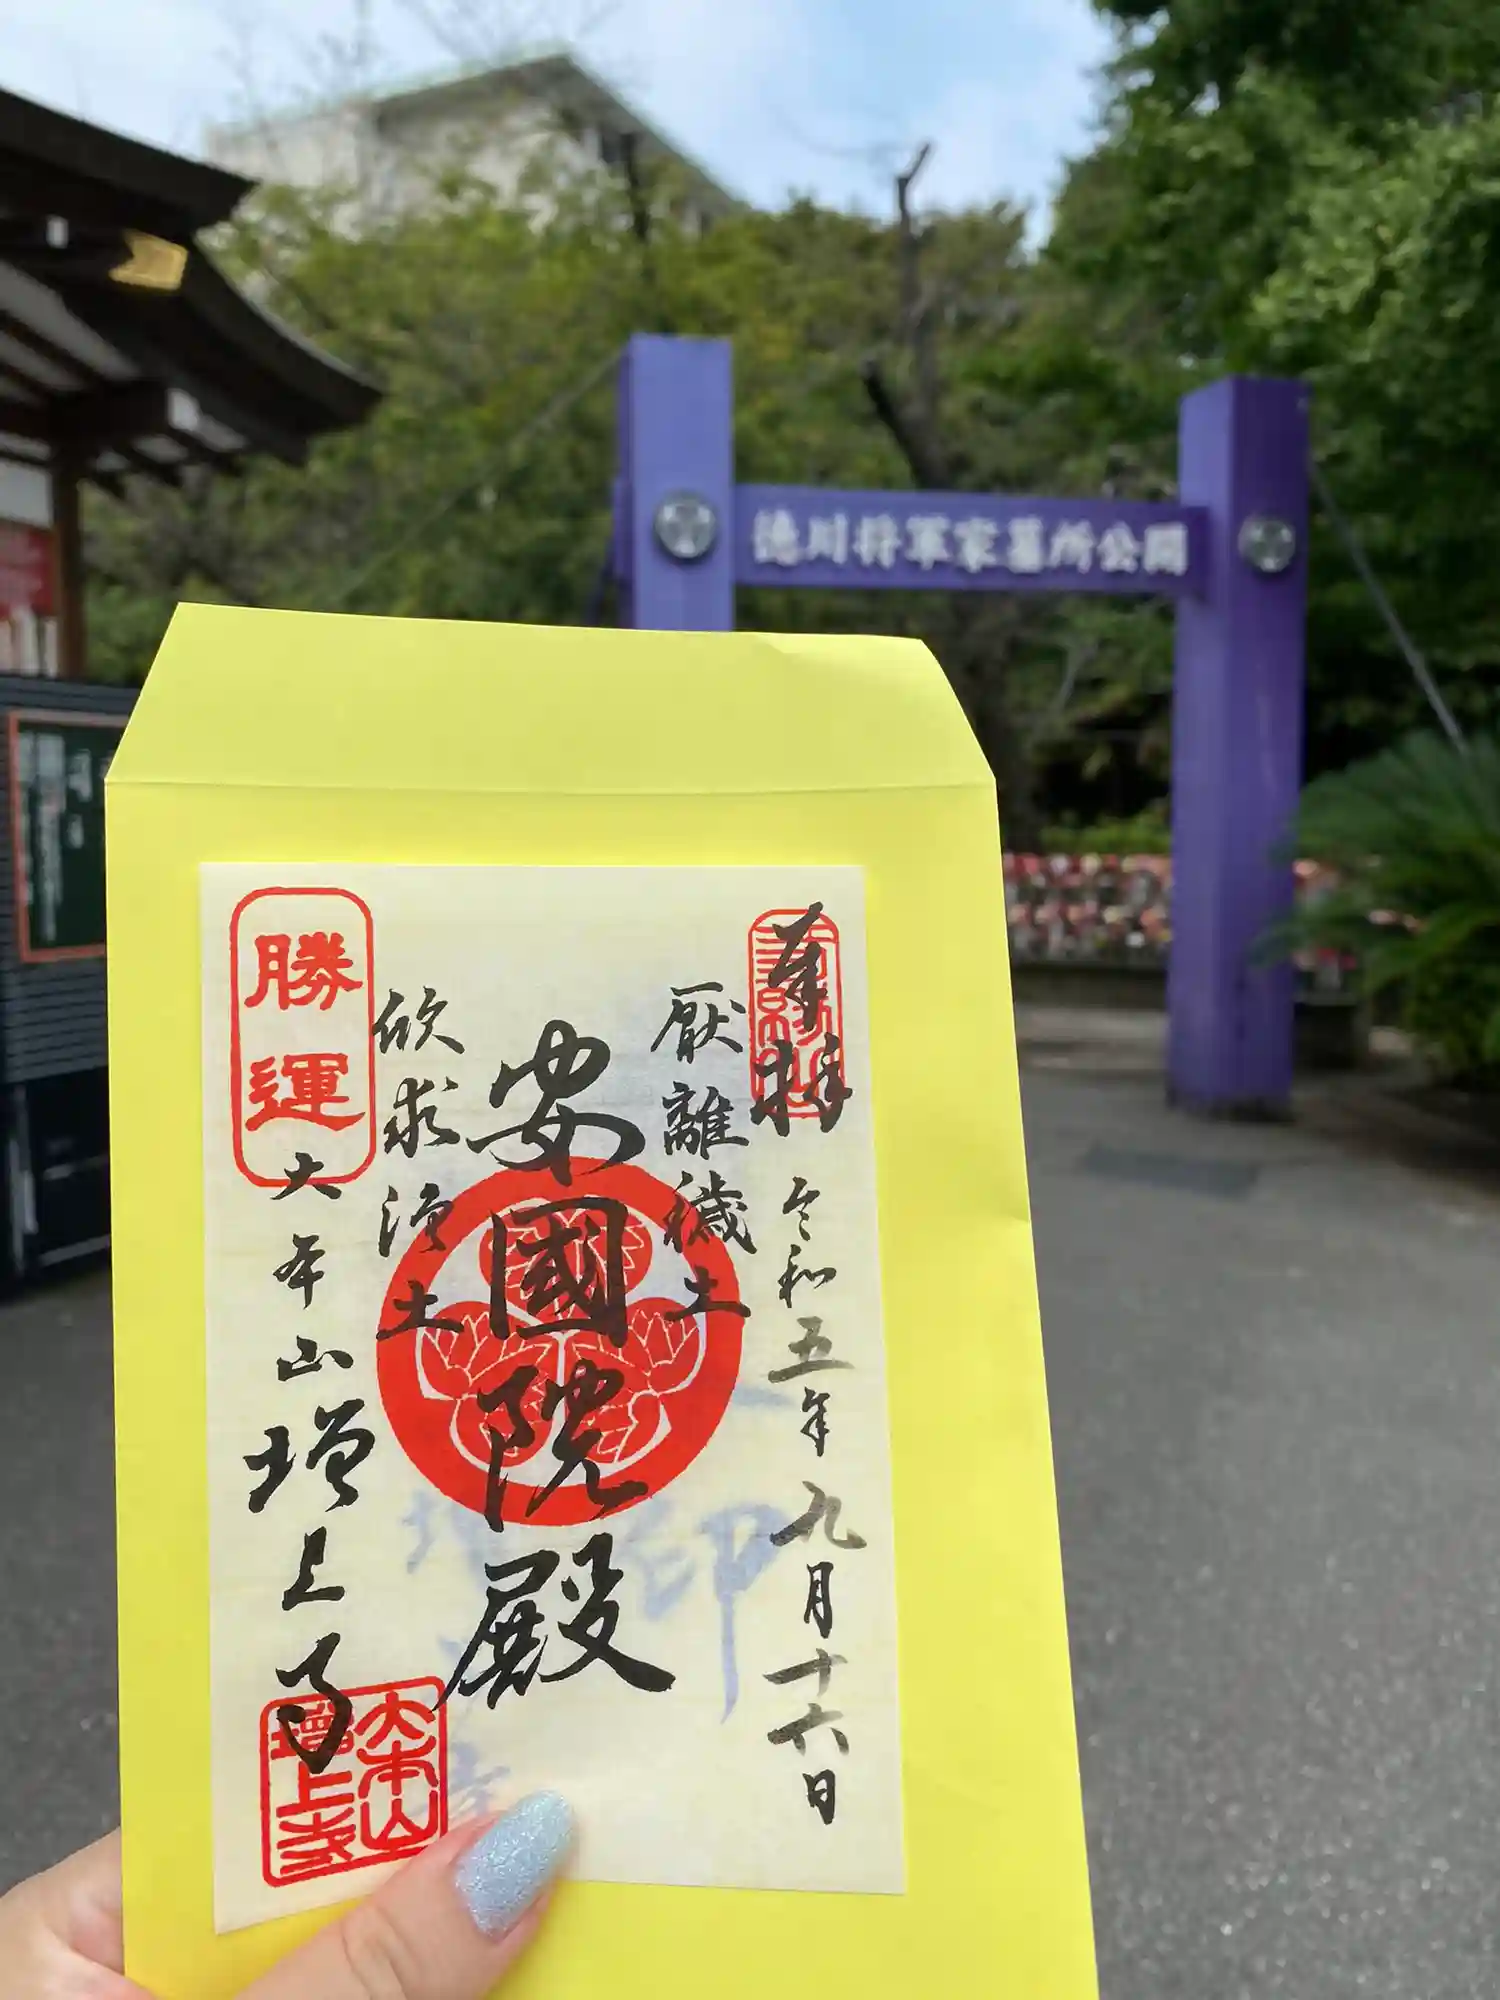 徳川将軍家墓所公開
奉拝
令和五年九月十六日
厭離穢土
安國院殿
欣求浄土
勝運
大本山増上寺
大本山
増上寺